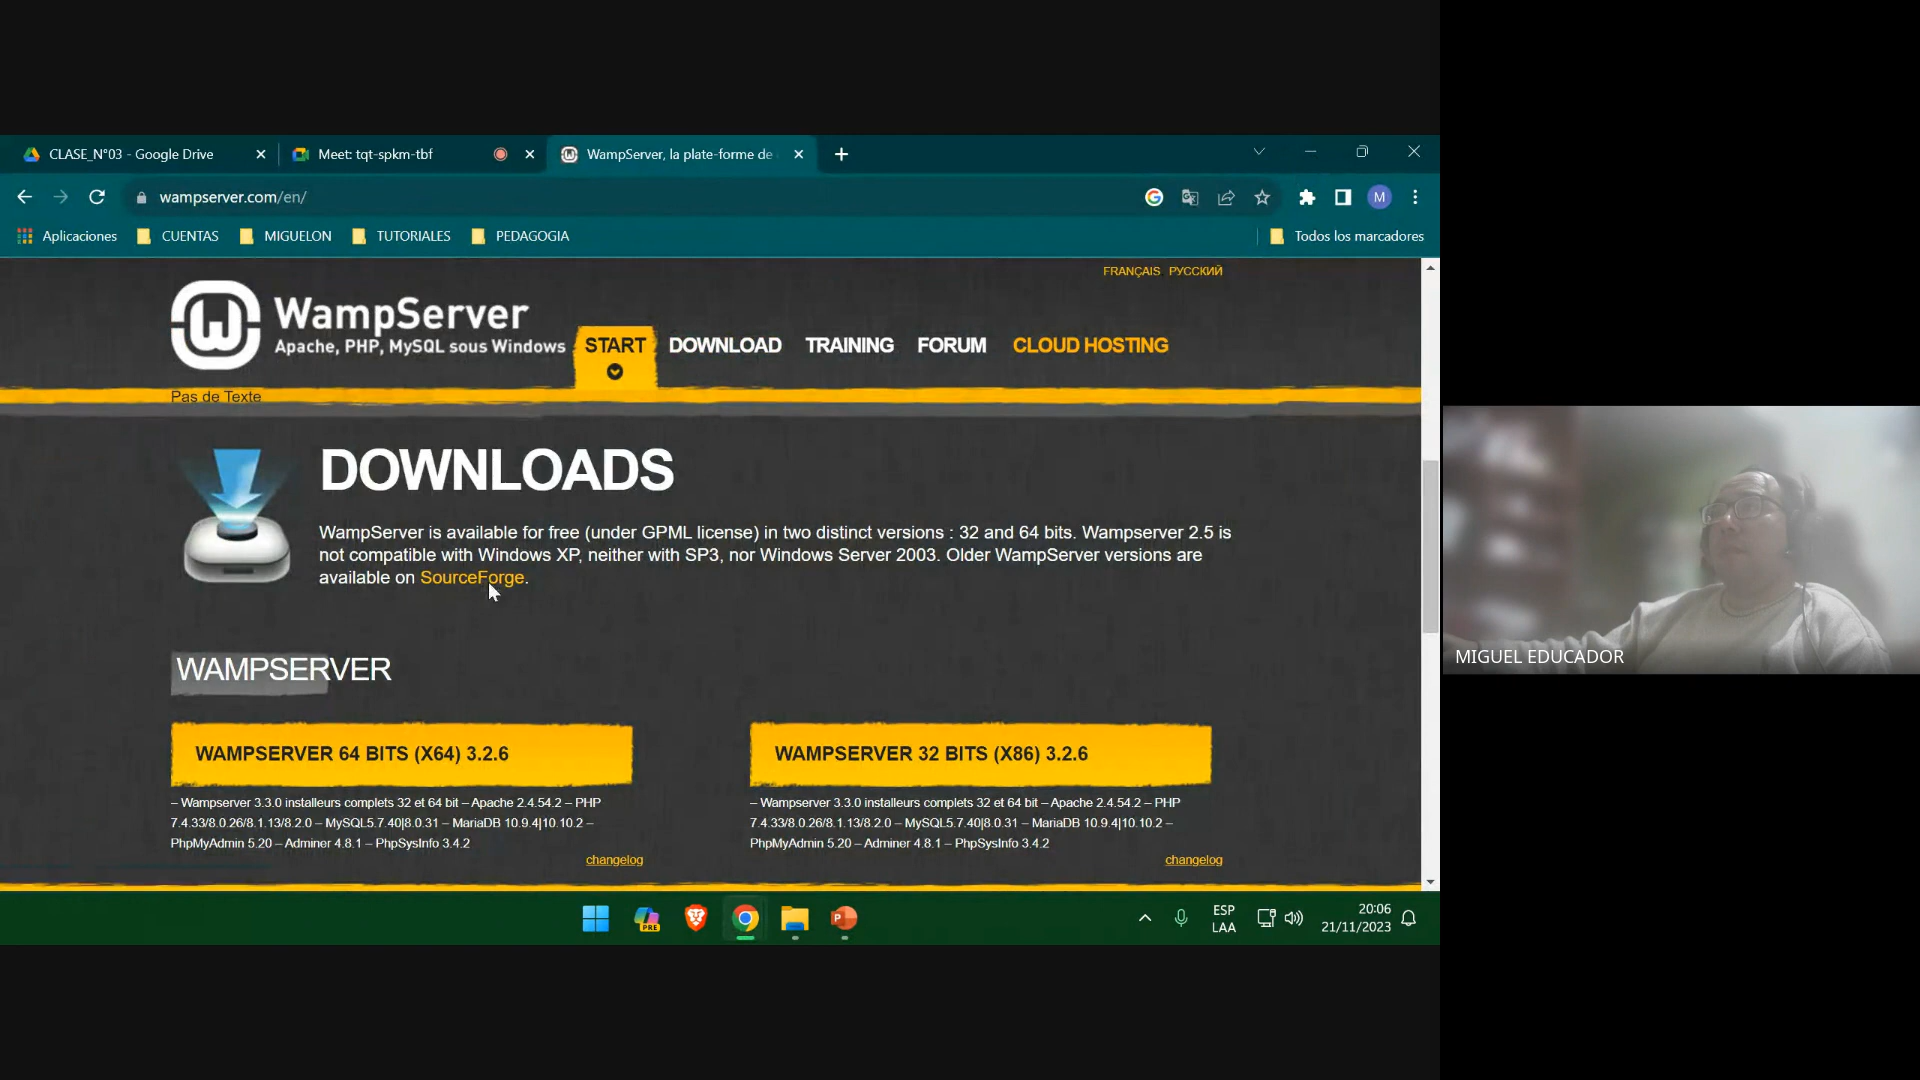 CLASE_N°03 - Google Drive
Meet: tqt-spkm-tbf
WampServer, la plate-forme de
wampserver.com/en/
M
Aplicaciones
CUENTAS
MIGUELON
TUTORIALES
PEDAGOGIA
Todos los marcadores
FRANÇAIS РУССКИЙ
WampServer
Apache, PHP, MySQL sous Windows
START
DOWNLOAD
TRAINING
FORUM
CLOUD HOSTING
Pas de Texte
DOWNLOADS
WampServer is available for free (under GPML license) in two distinct versions : 32 and 64 bits. Wampserver 2.5 is
not compatible with Windows XP, neither with SP3, nor Windows Server 2003. Older WampServer versions are
available on SourceForge.
WAMPSERVER
WAMPSERVER 64 BITS (X64) 3.2.6
– Wampserver 3.3.0 installeurs complets 32 et 64 bit – Apache 2.4.54.2 – PHP
7.4.33/8.0.26/8.1.13/8.2.0 – MySQL5.7.40|8.0.31 – MariaDB 10.9.4|10.10.2 –
PhpMyAdmin 5.20 – Adminer 4.8.1 – PhpSysInfo 3.4.2
changelog
WAMPSERVER 32 BITS (X86) 3.2.6
– Wampserver 3.3.0 installeurs complets 32 et 64 bit – Apache 2.4.54.2 – PHP
7.4.33/8.0.26/8.1.13/8.2.0 – MySQL5.7.40|8.0.31 – MariaDB 10.9.4|10.10.2 –
PhpMyAdmin 5.20 – Adminer 4.8.1 – PhpSysInfo 3.4.2
changelog
PRE
P
ESP
LAA
20:06
21/11/2023
MIGUEL EDUCADOR